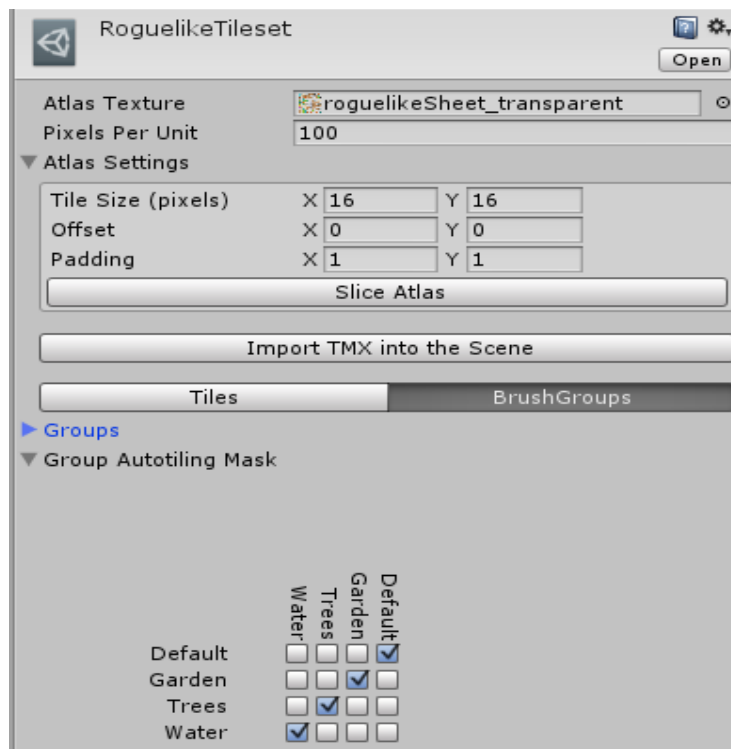 RoguelikeTileset
Open
Atlas Texture roguelikeSheet_transparent
Pixels Per Unit 100
Atlas Settings
Tile Size (pixels) X 16 Y 16
Offset X 0 Y 0
Padding X 1 Y 1
Slice Atlas
Import TMX into the Scene
Tiles BrushGroups
Groups
Group Autotiling Mask
Water Trees Garden Default
Default
Garden
Trees
Water